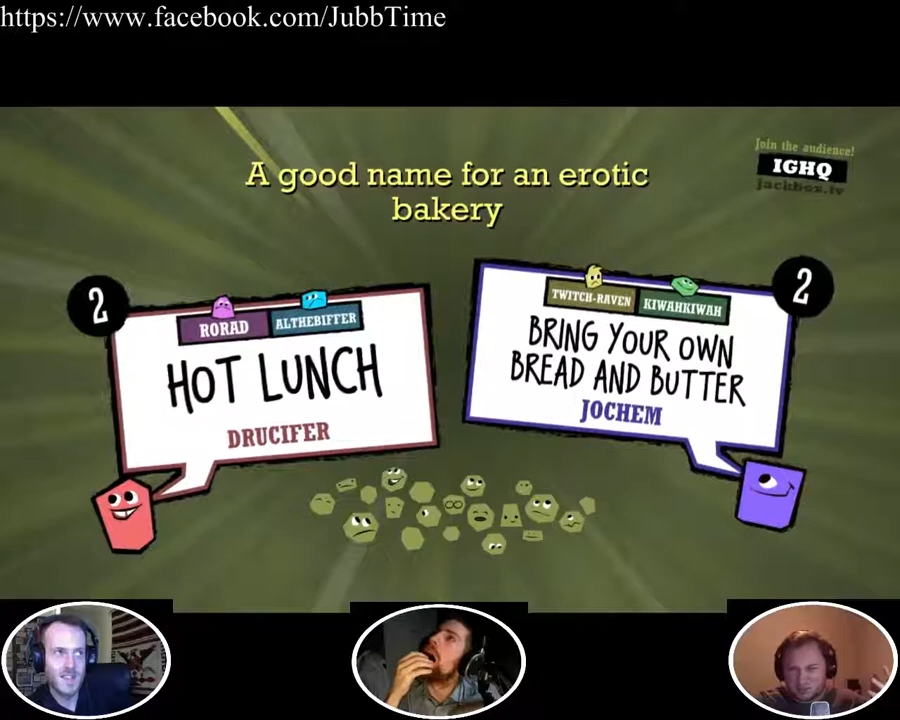 https://www.facebook.com/JubbTime
Join the audience!
IGHQ
jackbox.tv
A good name for an erotic
bakery
2
RORAD
ALTHEBIFFER
HOT LUNCH
DRUCIFER
2
TWITCH-RAVEN
KIWAHKIWAH
BRING YOUR OWN
BREAD AND BUTTER
JOCHEM